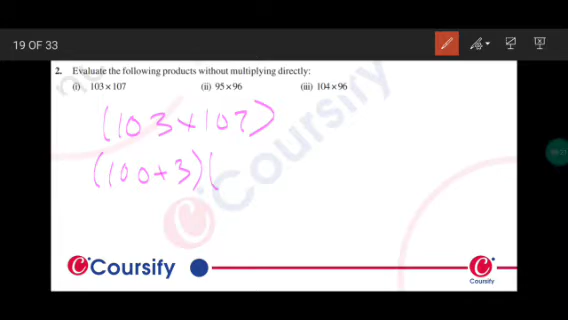 19 OF 33
2. Evaluate the following products without multiplying directly:
(i) 103 × 107 (ii) 95 × 96 (iii) 104 × 96
(103 × 107)
(100 + 3)(
Coursify
Coursify
Coursify